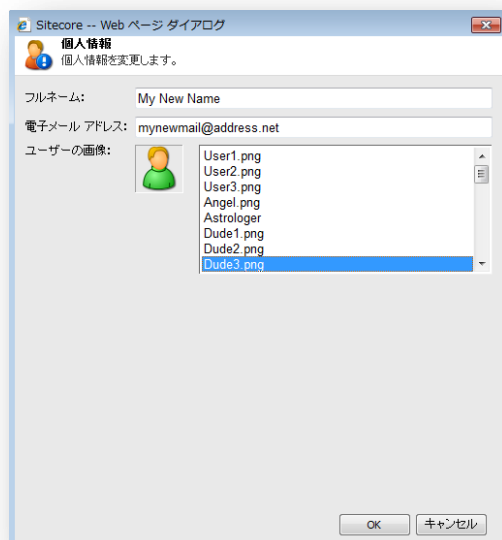 Sitecore -- Web ページ ダイアログ
個人情報
個人情報を変更します。
フルネーム:
My New Name
電子メール アドレス:
mynewmail@address.net
ユーザーの画像:
User1.png
User2.png
User3.png
Angel.png
Astrologer
Dude1.png
Dude2.png
Dude3.png
OK
キャンセル